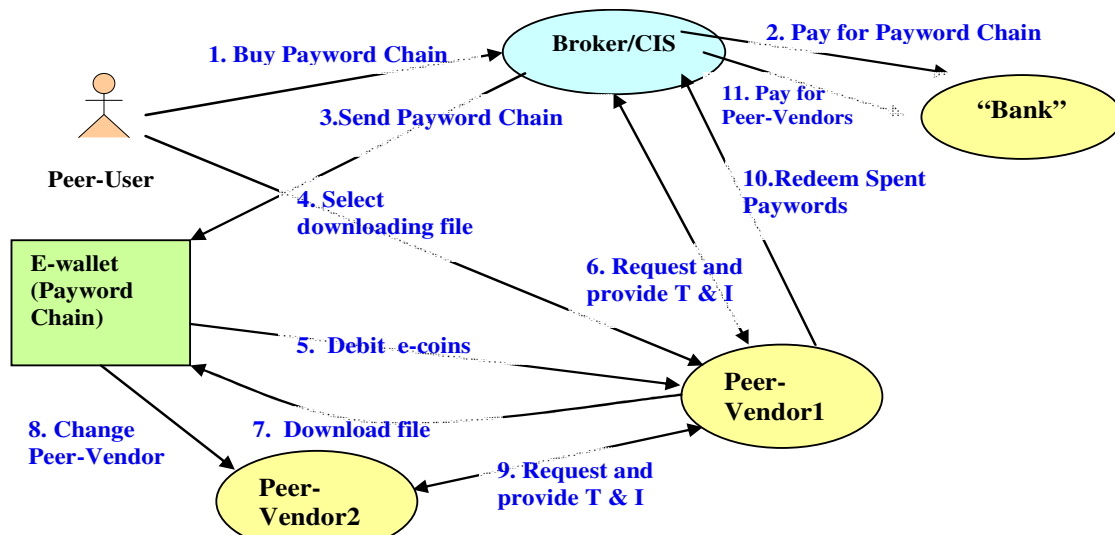 Broker/CIS
2. Pay for Payword Chain
1. Buy Payword Chain
11. Pay for
Peer-Vendors
“Bank”
3.Send Payword Chain
Peer-User
10.Redeem Spent
Paywords
4. Select
downloading file
E-wallet
(Payword
Chain)
6. Request and
provide T & I
5. Debit e-coins
Peer-
Vendor1
8. Change
Peer-Vendor
7. Download file
9. Request and
provide T & I
Peer-
Vendor2